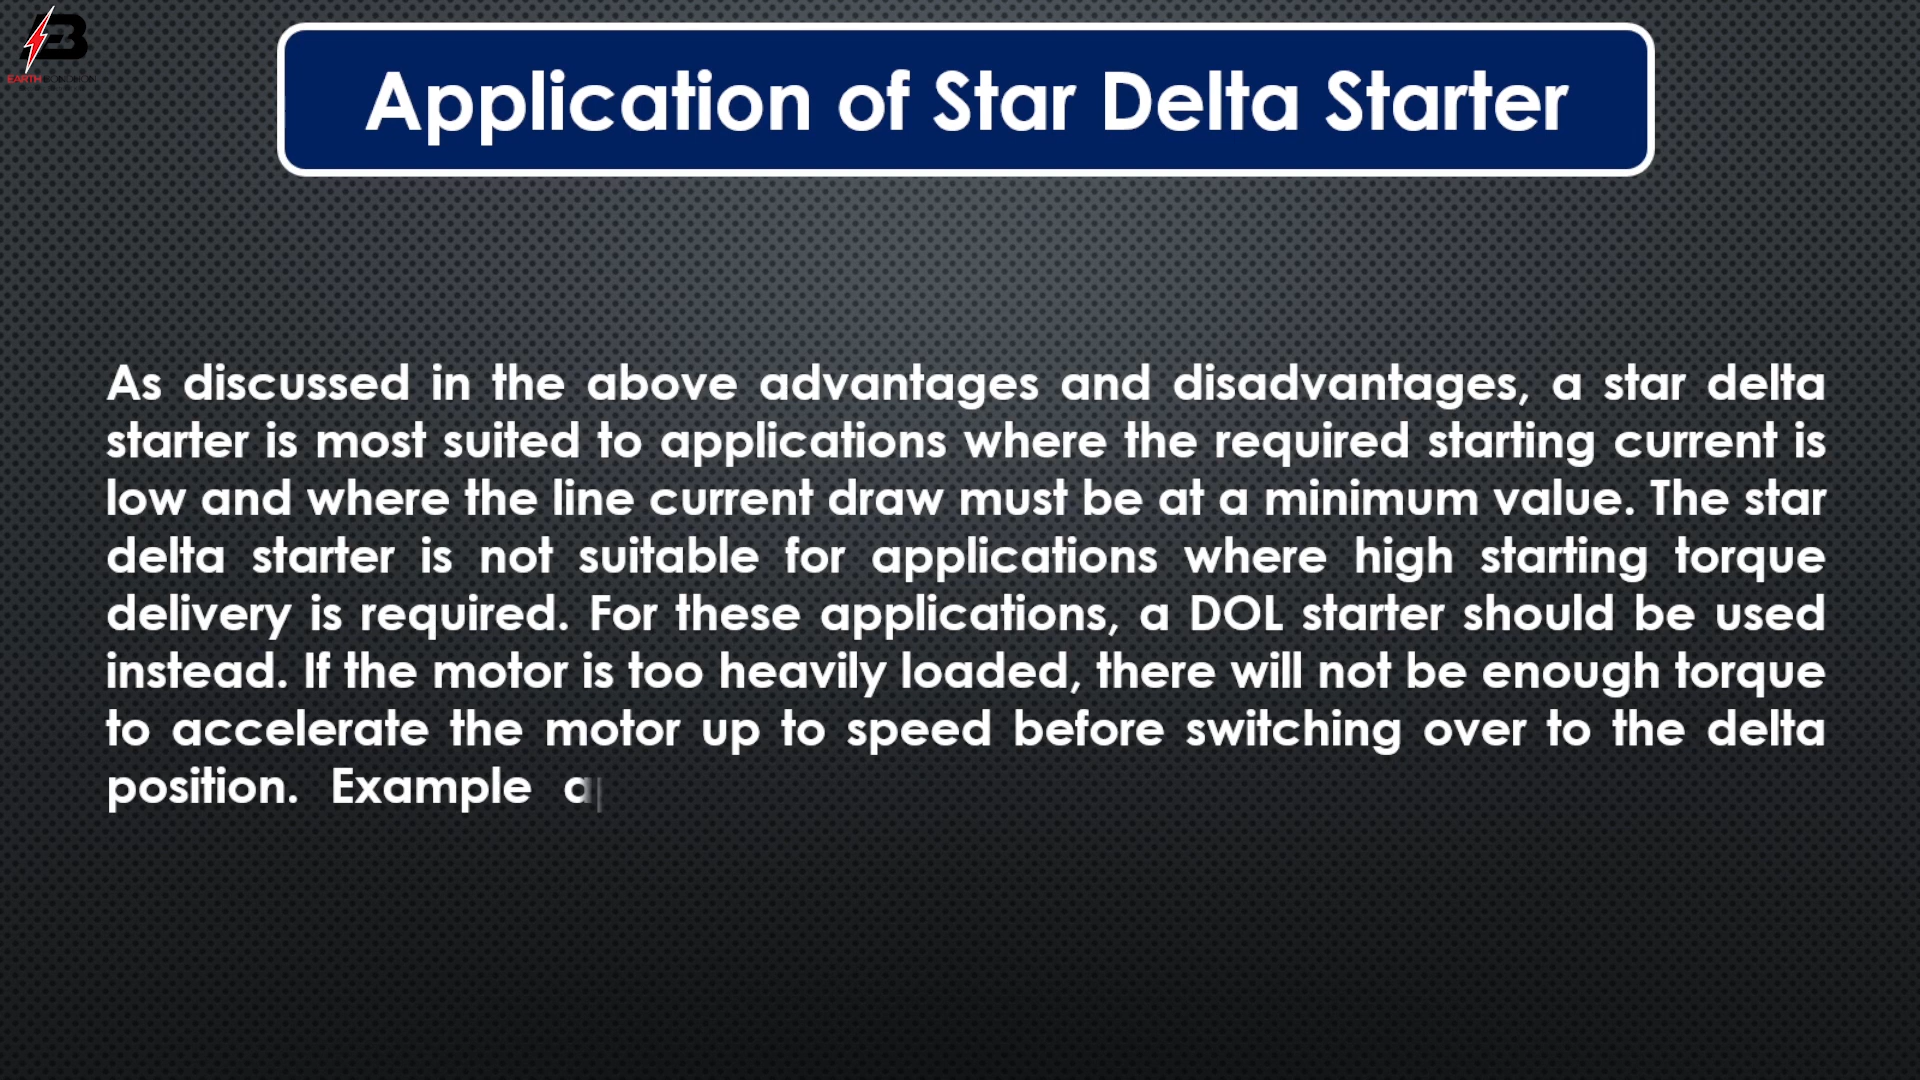 EARTH
Application of Star Delta Starter
As discussed in the above advantages and disadvantages, a star delta
starter is most suited to applications where the required starting current is
low and where the line current draw must be at a minimum value. The star
delta starter is not suitable for applications where high starting torque
delivery is required. For these applications, a DOL starter should be used
instead. If the motor is too heavily loaded, there will not be enough torque
to accelerate the motor up to speed before switching over to the delta
position. Example